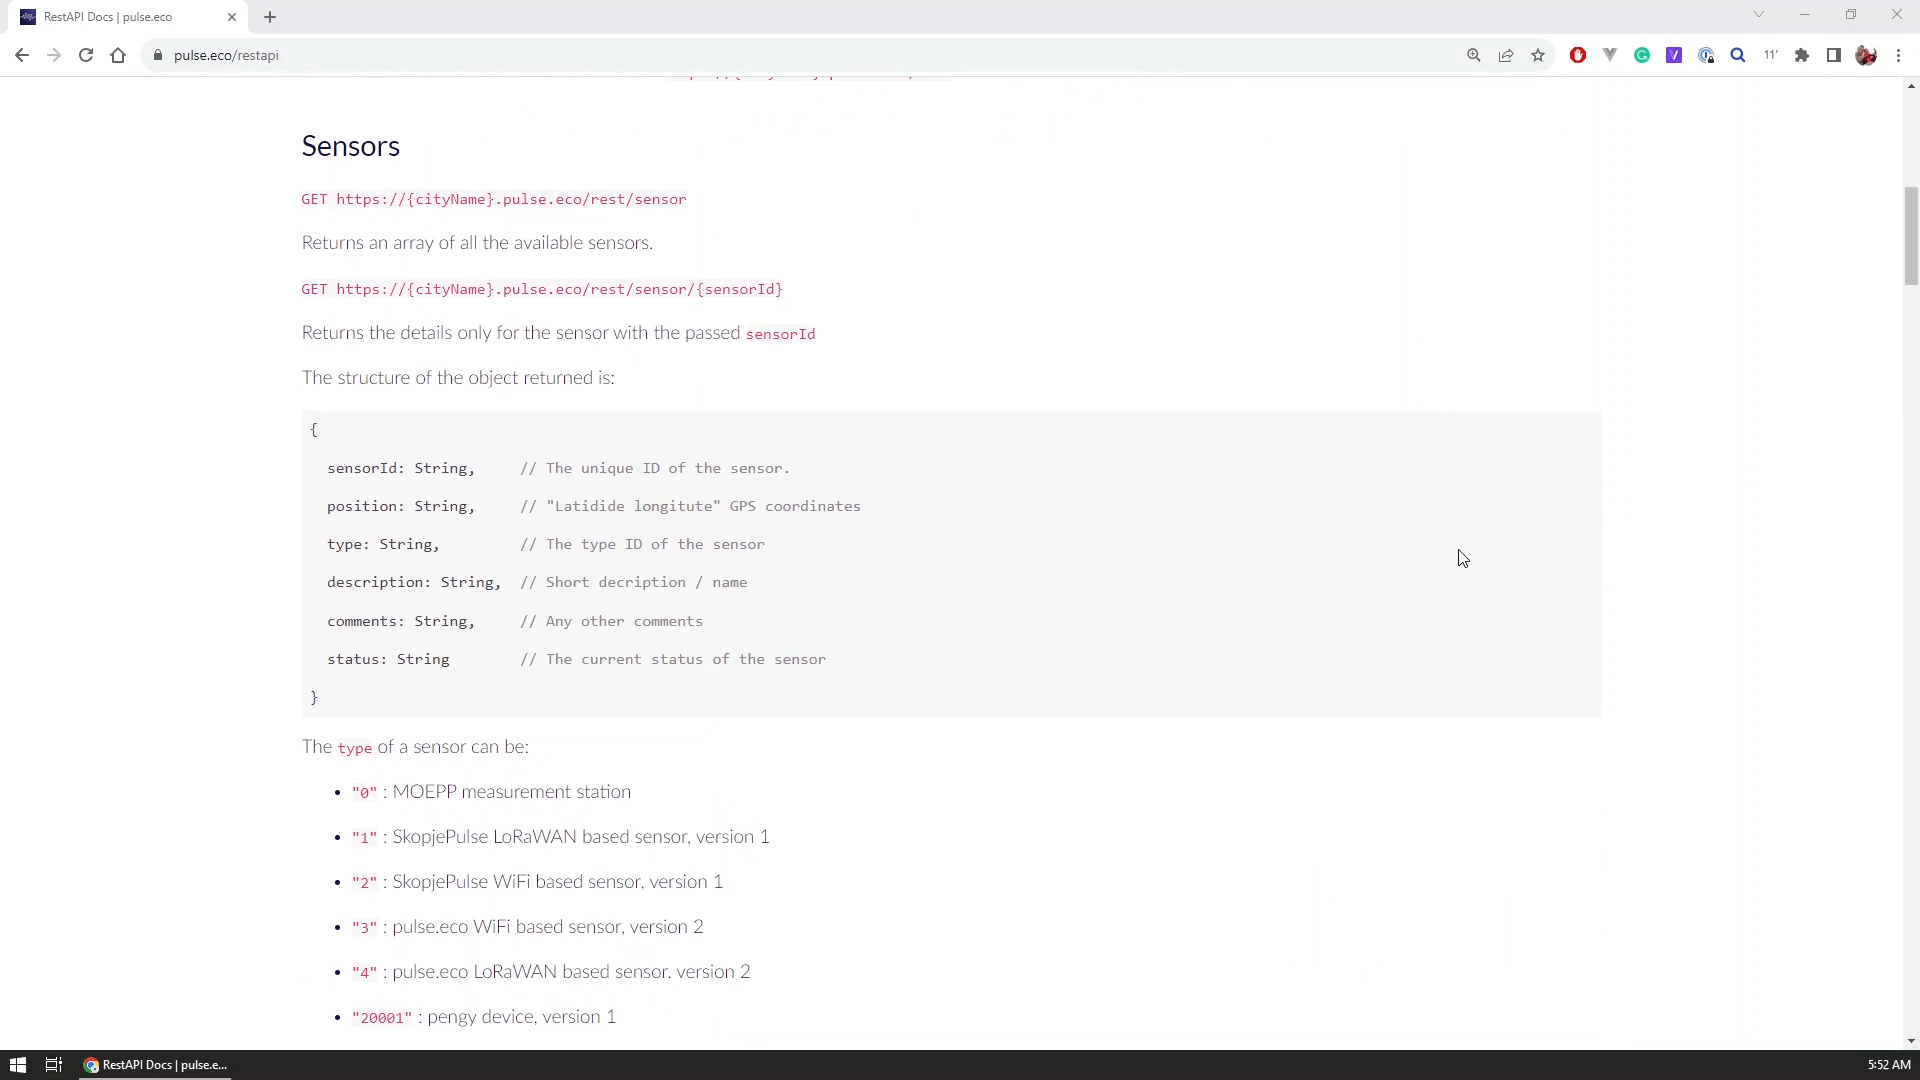 RestAPI Docs | pulse.eco
pulse.eco/restapi
11'
Sensors
GET https://{cityName}.pulse.eco/rest/sensor
Returns an array of all the available sensors.
GET https://{cityName}.pulse.eco/rest/sensor/{sensorId}
Returns the details only for the sensor with the passed sensorId
The structure of the object returned is:
{
sensorId: String, // The unique ID of the sensor.
position: String, // "Latidide longitute" GPS coordinates
type: String, // The type ID of the sensor
description: String, // Short decription / name
comments: String, // Any other comments
status: String // The current status of the sensor
}
The type of a sensor can be:
• "0" : MOEPP measurement station
• "1" : SkopjePulse LoRaWAN based sensor, version 1
• "2" : SkopjePulse WiFi based sensor, version 1
• "3" : pulse.eco WiFi based sensor, version 2
• "4" : pulse.eco LoRaWAN based sensor. version 2
• "20001" : pengy device, version 1
RestAPI Docs | pulse.e...
5:52 AM